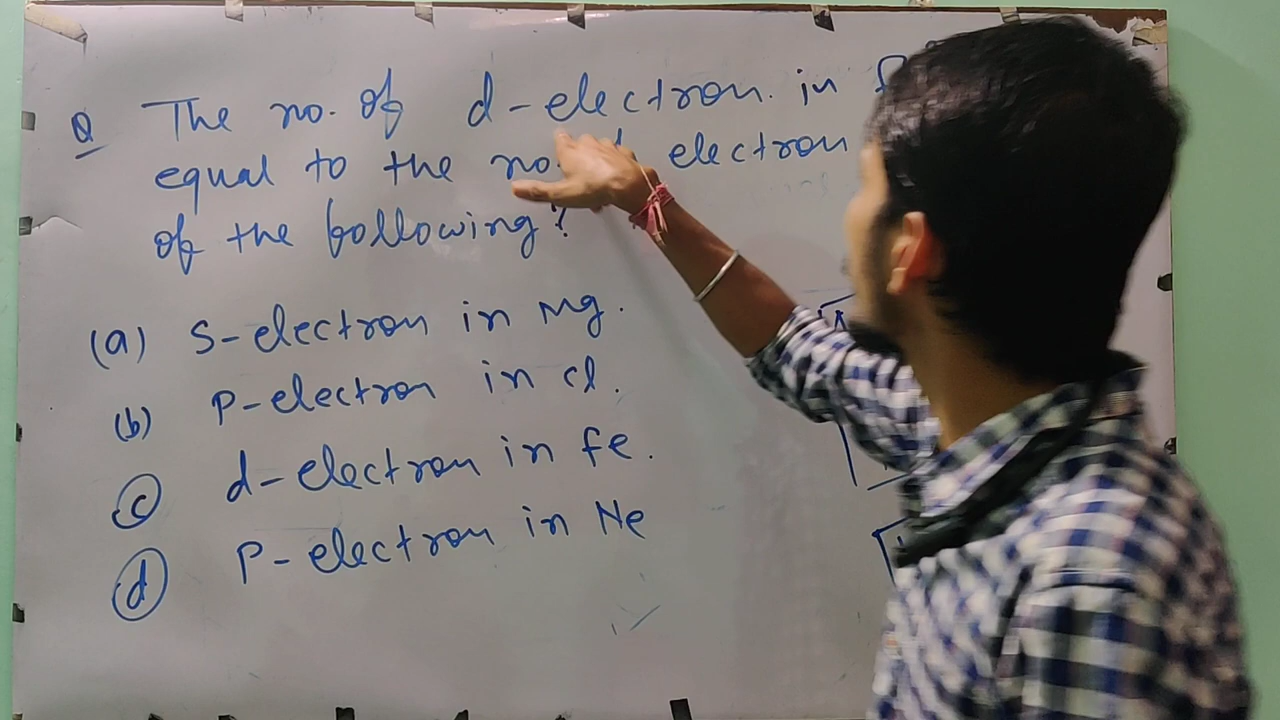 Q The no. of d-electron. in
equal to the no. electron
of the following?
(a) S-electron in Mg.
(b) P-electron in cl.
(c) d-electron in fe.
(d) P-electron in Ne